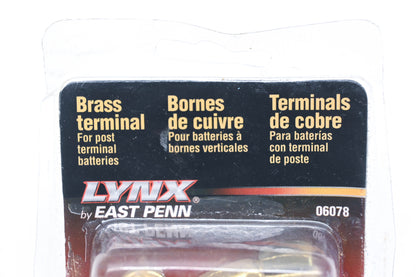 Brass
terminal
For post
terminal
batteries
Bornes
de cuivre
Pour batteries à
bornes verticales
Terminals
de cobre
Para baterías
con terminal
de poste
LYNX®
by EAST PENN
06078